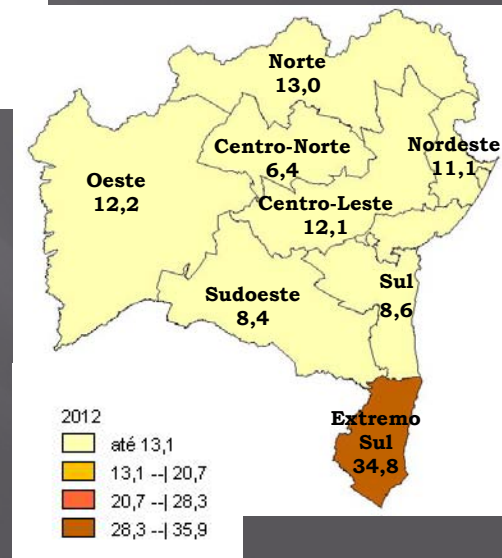 Norte
13,0
Centro-Norte
6,4
Nordeste
11,1
Oeste
12,2
Centro-Leste
12,1
Sul
8,6
Sudoeste
8,4
Extremo
Sul
34,8
2012
até 13,1
13,1 --| 20,7
20,7 --| 28,3
28,3 --| 35,9